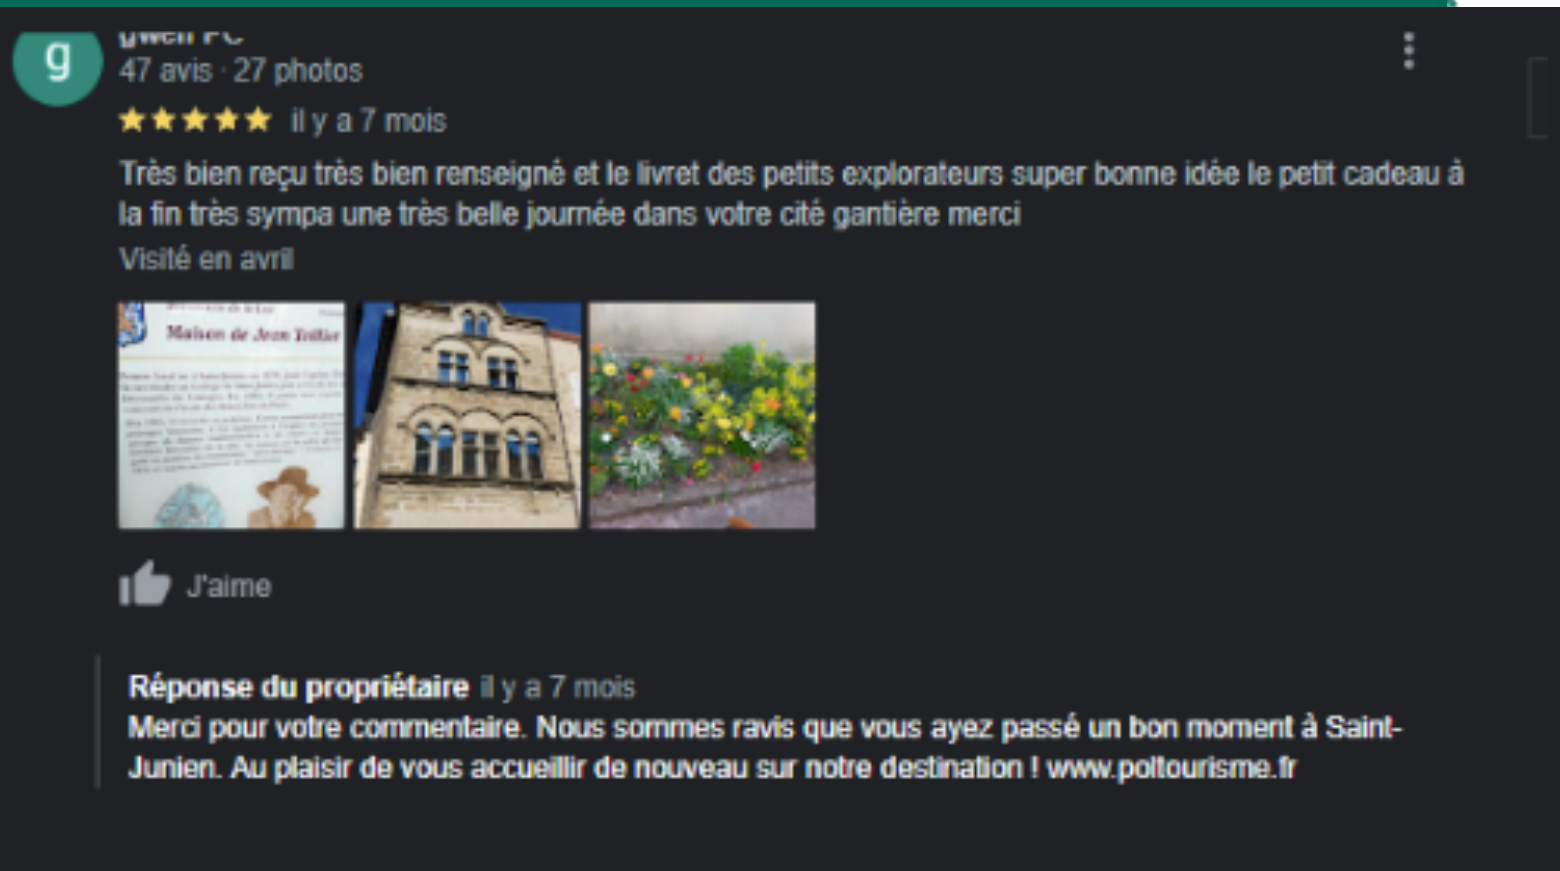 g
gwen PC
47 avis · 27 photos
il y a 7 mois
Très bien reçu très bien renseigné et le livret des petits explorateurs super bonne idée le petit cadeau à
la fin très sympa une très belle journée dans votre cité gantière merci
Visité en avril
Maison de Jean Teillier
J'aime
Réponse du propriétaire il y a 7 mois
Merci pour votre commentaire. Nous sommes ravis que vous ayez passé un bon moment à Saint-
Junien. Au plaisir de vous accueillir de nouveau sur notre destination ! www.poltourisme.fr